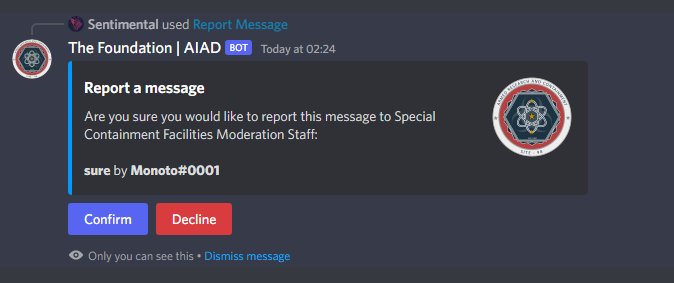 Sentimental used Report Message
The Foundation | AIAD BOT Today at 02:24
Report a message
Are you sure you would like to report this message to Special
Containment Facilities Moderation Staff:
sure by Monoto#0001
Confirm Decline
Only you can see this • Dismiss message